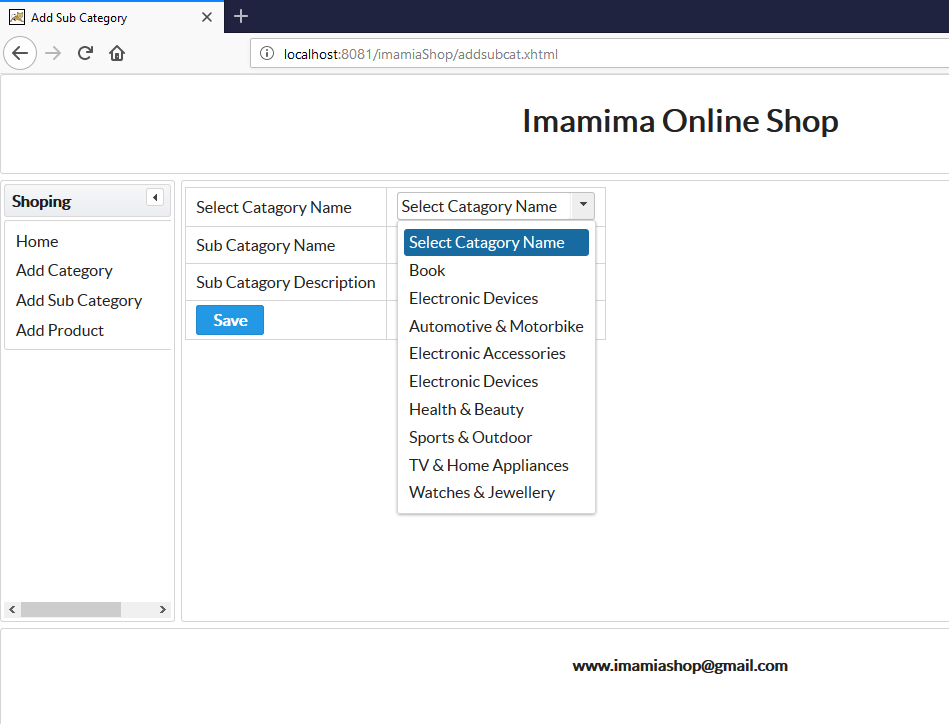 Add Sub Category
localhost:8081/imamiaShop/addsubcat.xhtml
Imamima Online Shop
Shoping
Home
Add Category
Add Sub Category
Add Product
Select Catagory Name
Select Catagory Name
Sub Catagory Name
Sub Catagory Description
Save
Select Catagory Name
Book
Electronic Devices
Automotive & Motorbike
Electronic Accessories
Electronic Devices
Health & Beauty
Sports & Outdoor
TV & Home Appliances
Watches & Jewellery
www.imamiashop@gmail.com